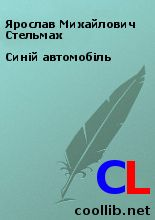 Ярослав Михайлович
Стельмах
Синій автомобіль
CL
coollib.net